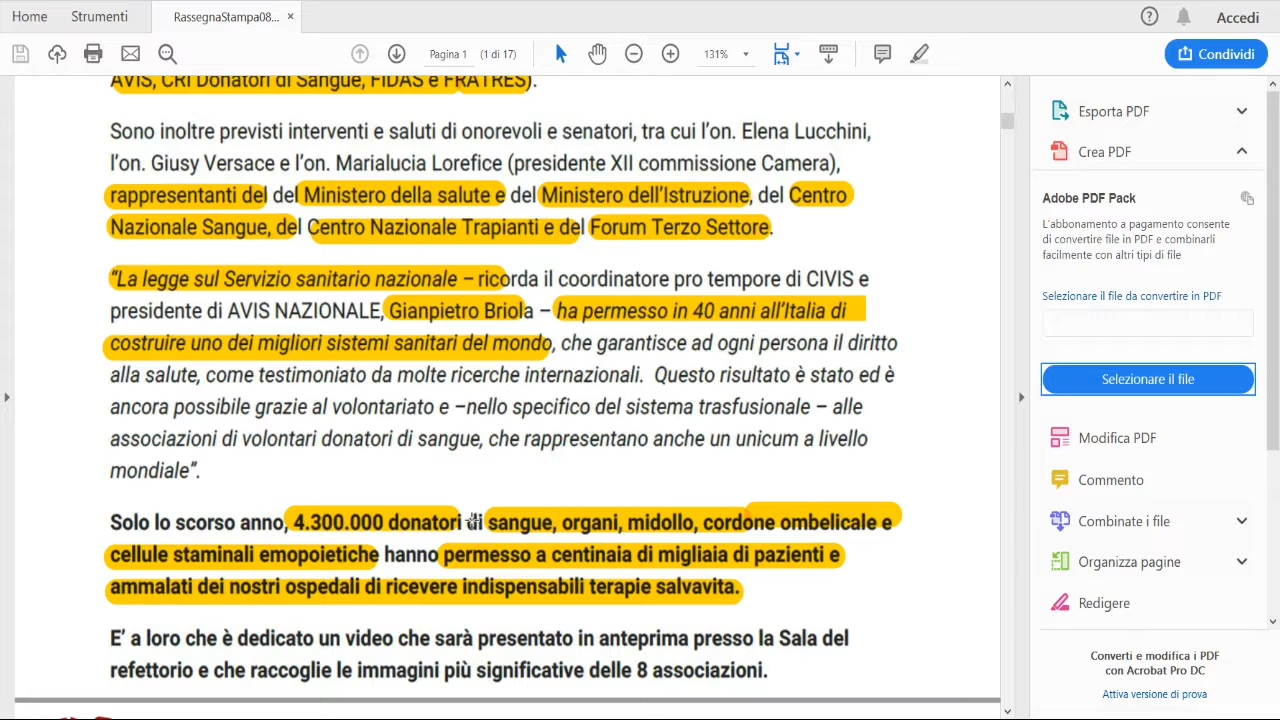 Home Strumenti RassegnaStampa08... × Accedi
Pagina 1 (1 di 17) 131% Condividi
AVIS, CRI Donatori di Sangue, FIDAS e FRATRES).
Sono inoltre previsti interventi e saluti di onorevoli e senatori, tra cui l'on. Elena Lucchini,
l'on. Giusy Versace e l'on. Marialucia Lorefice (presidente XII commissione Camera),
rappresentanti del del Ministero della salute e del Ministero dell'Istruzione, del Centro
Nazionale Sangue, del Centro Nazionale Trapianti e del Forum Terzo Settore.
“La legge sul Servizio sanitario nazionale – ricorda il coordinatore pro tempore di CIVIS e
presidente di AVIS NAZIONALE, Gianpietro Briola – ha permesso in 40 anni all'Italia di
costruire uno dei migliori sistemi sanitari del mondo, che garantisce ad ogni persona il diritto
alla salute, come testimoniato da molte ricerche internazionali. Questo risultato è stato ed è
ancora possibile grazie al volontariato e –nello specifico del sistema trasfusionale – alle
associazioni di volontari donatori di sangue, che rappresentano anche un unicum a livello
mondiale”.
Solo lo scorso anno, 4.300.000 donatori di sangue, organi, midollo, cordone ombelicale e
cellule staminali emopoietiche hanno permesso a centinaia di migliaia di pazienti e
ammalati dei nostri ospedali di ricevere indispensabili terapie salvavita.
E' a loro che è dedicato un video che sarà presentato in anteprima presso la Sala del
refettorio e che raccoglie le immagini più significative delle 8 associazioni.
Esporta PDF
Crea PDF
Adobe PDF Pack
L'abbonamento a pagamento consente
di convertire file in PDF e combinarli
facilmente con altri tipi di file
Selezionare il file da convertire in PDF
Selezionare il file
Modifica PDF
Commento
Combinate i file
Organizza pagine
Redigere
Converti e modifica i PDF
con Acrobat Pro DC
Attiva versione di prova